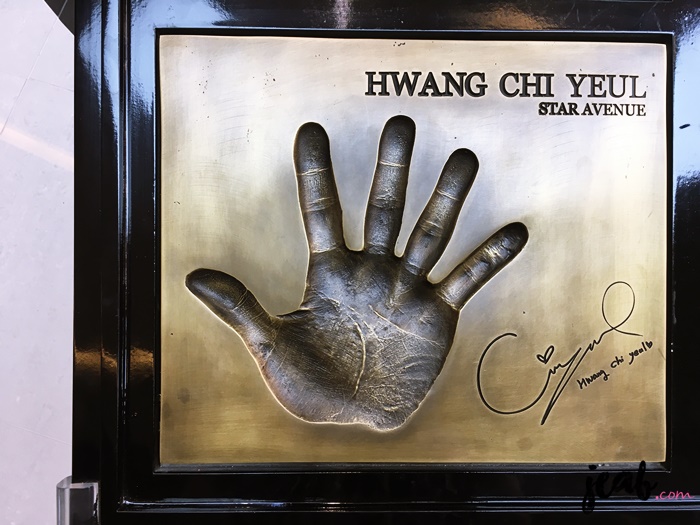 HWANG CHI YEUL
STAR AVENUE
Hwang chi yeul
jeab.com